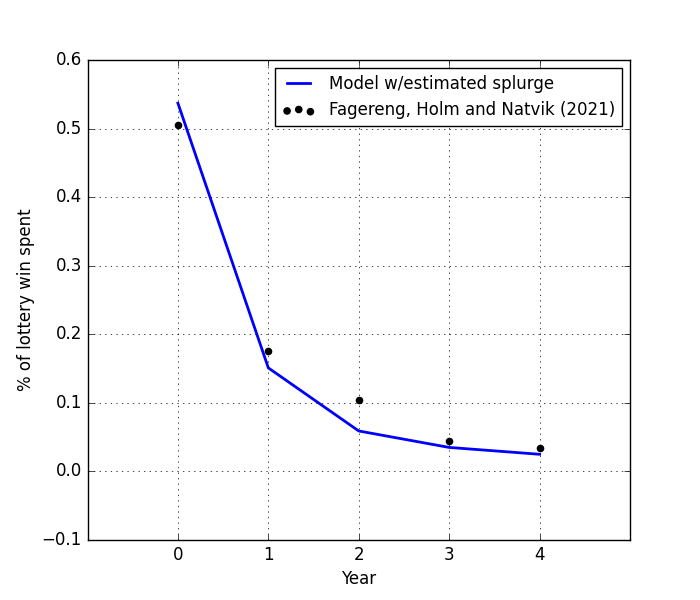 0.6
0.5
0.4
0.3
0.2
0.1
0.0
−0.1
% of lottery win spent
Model w/estimated splurge
Fagereng, Holm and Natvik (2021)
0 1 2 3 4
Year